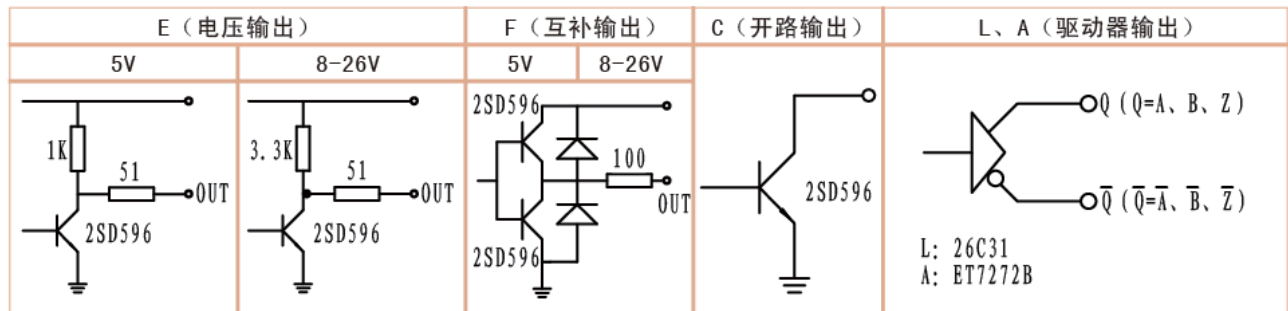 E（电压输出）
F（互补输出）
C（开路输出）
L、A（驱动器输出）
5V
8-26V
5V
8-26V
1K
51
OUT
2SD596
3.3K
51
OUT
2SD596
2SD596
100
OUT
2SD596
2SD596
Q（Q=A、B、Z）
Q̅（Q̅=A̅、B̅、Z̅）
L: 26C31
A: ET7272B